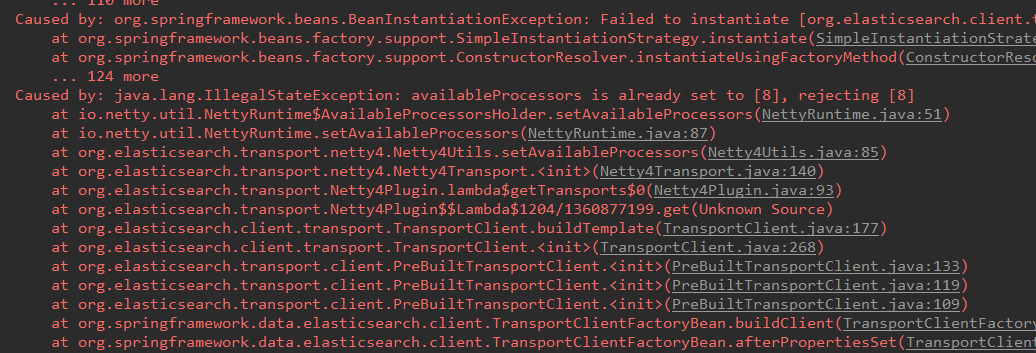 ... 110 more
Caused by: org.springframework.beans.BeanInstantiationException: Failed to instantiate [org.elasticsearch.client.t
at org.springframework.beans.factory.support.SimpleInstantiationStrategy.instantiate(SimpleInstantiationStrate
at org.springframework.beans.factory.support.ConstructorResolver.instantiateUsingFactoryMethod(ConstructorReso
... 124 more
Caused by: java.lang.IllegalStateException: availableProcessors is already set to [8], rejecting [8]
at io.netty.util.NettyRuntime$AvailableProcessorsHolder.setAvailableProcessors(NettyRuntime.java:51)
at io.netty.util.NettyRuntime.setAvailableProcessors(NettyRuntime.java:87)
at org.elasticsearch.transport.netty4.Netty4Utils.setAvailableProcessors(Netty4Utils.java:85)
at org.elasticsearch.transport.netty4.Netty4Transport.<init>(Netty4Transport.java:140)
at org.elasticsearch.transport.Netty4Plugin.lambda$getTransports$0(Netty4Plugin.java:93)
at org.elasticsearch.transport.Netty4Plugin$$Lambda$1204/1360877199.get(Unknown Source)
at org.elasticsearch.client.transport.TransportClient.buildTemplate(TransportClient.java:177)
at org.elasticsearch.client.transport.TransportClient.<init>(TransportClient.java:268)
at org.elasticsearch.transport.client.PreBuiltTransportClient.<init>(PreBuiltTransportClient.java:133)
at org.elasticsearch.transport.client.PreBuiltTransportClient.<init>(PreBuiltTransportClient.java:119)
at org.elasticsearch.transport.client.PreBuiltTransportClient.<init>(PreBuiltTransportClient.java:109)
at org.springframework.data.elasticsearch.client.TransportClientFactoryBean.buildClient(TransportClientFactory
at org.springframework.data.elasticsearch.client.TransportClientFactoryBean.afterPropertiesSet(TransportClien